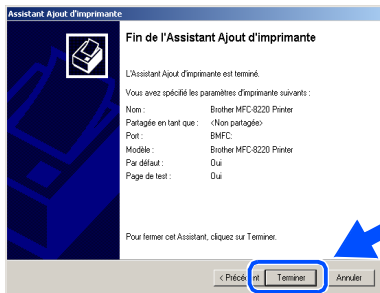 Assistant Ajout d'imprimante
Fin de l'Assistant Ajout d'imprimante
L'Assistant Ajout d'imprimante est terminé.
Vous avez spécifié les paramètres d'imprimante suivants :
Nom : Brother MFC-8220 Printer
Partagée en tant que : <Non partagée>
Port : BMFC:
Modèle : Brother MFC-8220 Printer
Par défaut : Oui
Page de test : Oui
Pour fermer cet Assistant, cliquez sur Terminer.
< Précédent Terminer Annuler